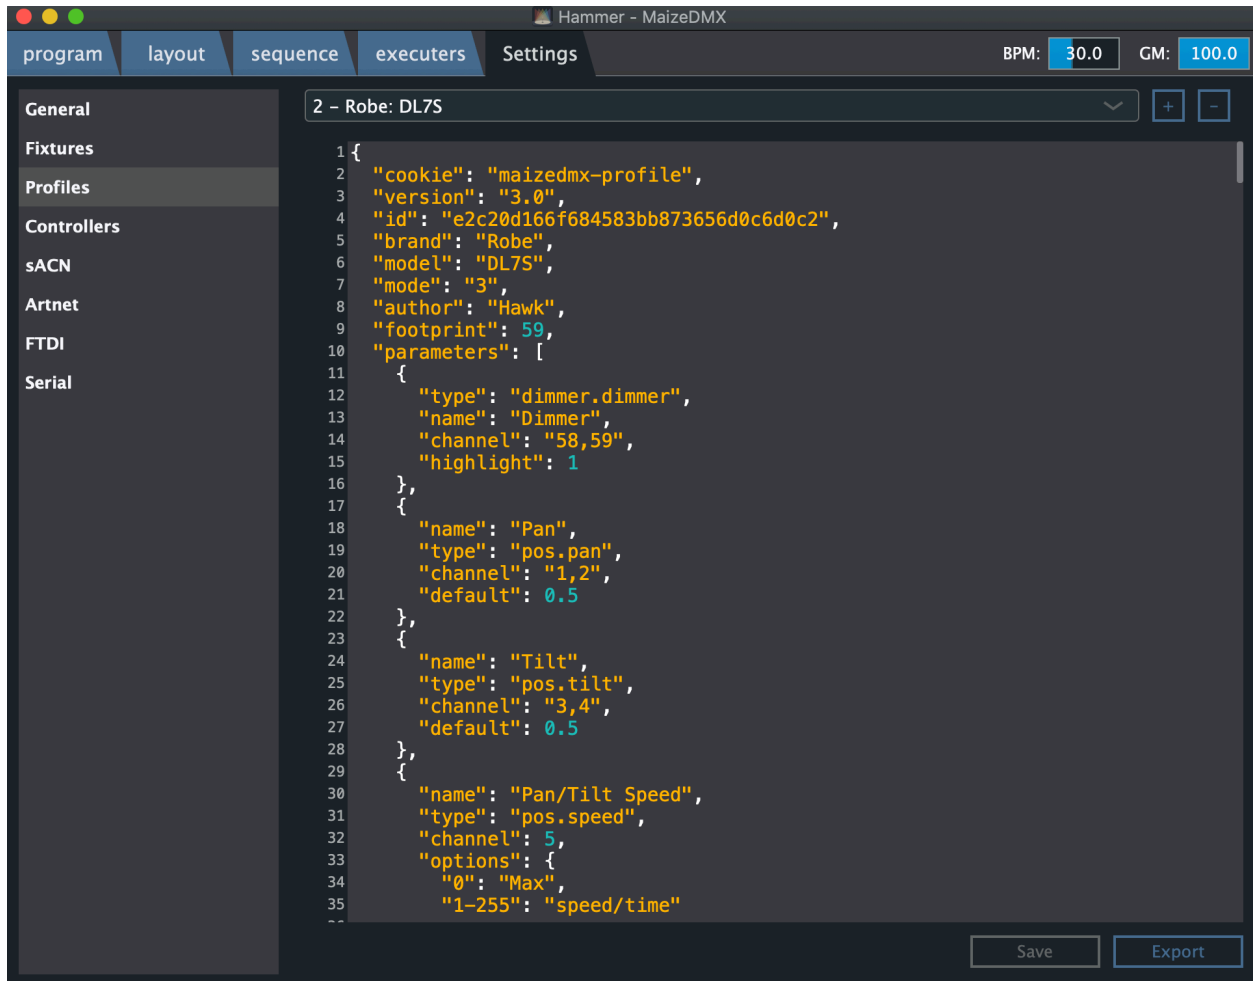 Hammer - MaizeDMX
program layout sequence executers Settings BPM: 30.0 GM: 100.0
General
Fixtures
Profiles
Controllers
sACN
Artnet
FTDI
Serial
2 – Robe: DL7S + -
1 {
2 "cookie": "maizedmx-profile",
3 "version": "3.0",
4 "id": "e2c20d166f684583bb873656d0c6d0c2",
5 "brand": "Robe",
6 "model": "DL7S",
7 "mode": "3",
8 "author": "Hawk",
9 "footprint": 59,
10 "parameters": [
11 {
12 "type": "dimmer.dimmer",
13 "name": "Dimmer",
14 "channel": "58,59",
15 "highlight": 1
16 },
17 {
18 "name": "Pan",
19 "type": "pos.pan",
20 "channel": "1,2",
21 "default": 0.5
22 },
23 {
24 "name": "Tilt",
25 "type": "pos.tilt",
26 "channel": "3,4",
27 "default": 0.5
28 },
29 {
30 "name": "Pan/Tilt Speed",
31 "type": "pos.speed",
32 "channel": 5,
33 "options": {
34 "0": "Max",
35 "1-255": "speed/time"
Save Export